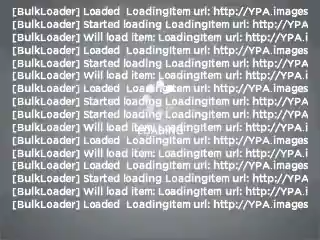 [BulkLoader] Loaded LoadingItem url: http://YPA.images
[BulkLoader] Started loading LoadingItem url: http://YPA
[BulkLoader] Will load item: LoadingItem url: http://YPA.i
[BulkLoader] Loaded LoadingItem url: http://YPA.images
[BulkLoader] Started loading LoadingItem url: http://YPA
[BulkLoader] Will load item: LoadingItem url: http://YPA.i
[BulkLoader] Loaded LoadingItem url: http://YPA.images
[BulkLoader] Started loading LoadingItem url: http://YPA
[BulkLoader] Loaded LoadingItem url: http://YPA.images
[BulkLoader] Will load item: LoadingItem url: http://YPA.i
LOADING
[BulkLoader] Loaded LoadingItem url: http://YPA.images
[BulkLoader] Started loading LoadingItem url: http://YPA
[BulkLoader] Loaded LoadingItem url: http://YPA.images
[BulkLoader] Started loading LoadingItem url: http://YPA
[BulkLoader] Will load item: LoadingItem url: http://YPA.i
[BulkLoader] Loaded LoadingItem url: http://YPA.images